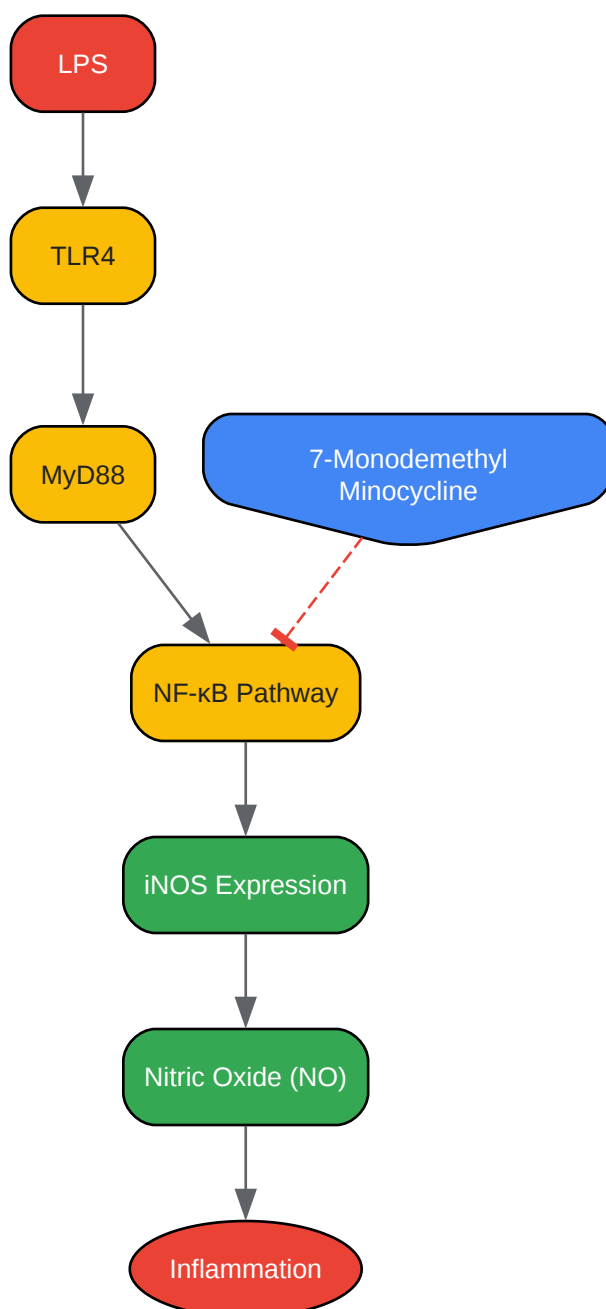 LPS
TLR4
MyD88
7-Monodemethyl
Minocycline
NF-κB Pathway
iNOS Expression
Nitric Oxide (NO)
Inflammation